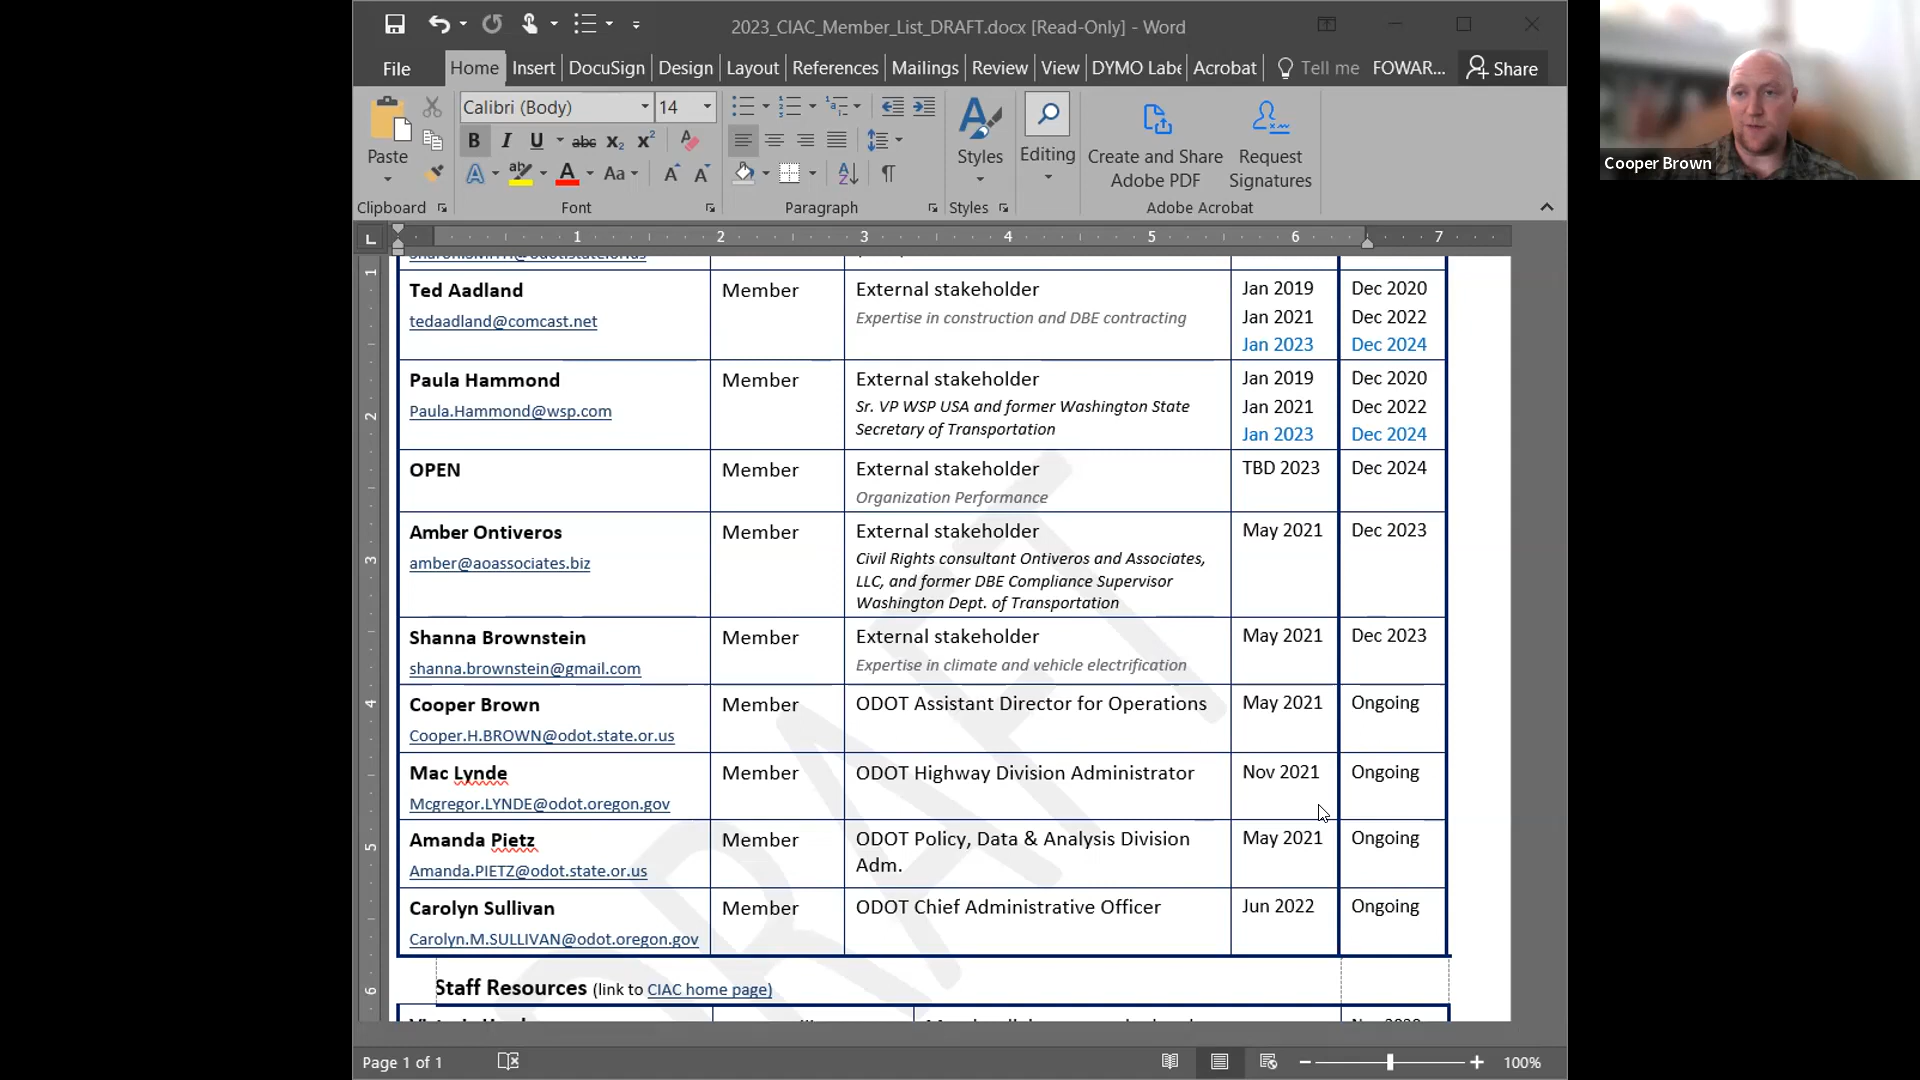 2023_CIAC_Member_List_DRAFT.docx [Read-Only] - Word
File Home Insert DocuSign Design Layout References Mailings Review View DYMO Labe Acrobat Tell me FOWAR... Share
Calibri (Body) 14
Paste
Styles
Editing
Create and Share Adobe PDF
Request Signatures
Clipboard Font Paragraph Styles Adobe Acrobat
Cooper Brown
1 2 3 4 5 6 7
Ted Aadland Member External stakeholder Jan 2019 Dec 2020
tedaadland@comcast.net Expertise in construction and DBE contracting Jan 2021 Dec 2022
Jan 2023 Dec 2024
Paula Hammond Member External stakeholder Jan 2019 Dec 2020
Paula.Hammond@wsp.com Sr. VP WSP USA and former Washington State Jan 2021 Dec 2022
Secretary of Transportation Jan 2023 Dec 2024
OPEN Member External stakeholder TBD 2023 Dec 2024
Organization Performance
Amber Ontiveros Member External stakeholder May 2021 Dec 2023
amber@aoassociates.biz Civil Rights consultant Ontiveros and Associates,
LLC, and former DBE Compliance Supervisor
Washington Dept. of Transportation
Shanna Brownstein Member External stakeholder May 2021 Dec 2023
shanna.brownstein@gmail.com Expertise in climate and vehicle electrification
Cooper Brown Member ODOT Assistant Director for Operations May 2021 Ongoing
Cooper.H.BROWN@odot.state.or.us
Mac Lynde Member ODOT Highway Division Administrator Nov 2021 Ongoing
Mcgregor.LYNDE@odot.oregon.gov
Amanda Pietz Member ODOT Policy, Data & Analysis Division May 2021 Ongoing
Adm.
Amanda.PIETZ@odot.state.or.us
Carolyn Sullivan Member ODOT Chief Administrative Officer Jun 2022 Ongoing
Carolyn.M.SULLIVAN@odot.oregon.gov
DRAFT
Staff Resources (link to CIAC home page)
Page 1 of 1 100%